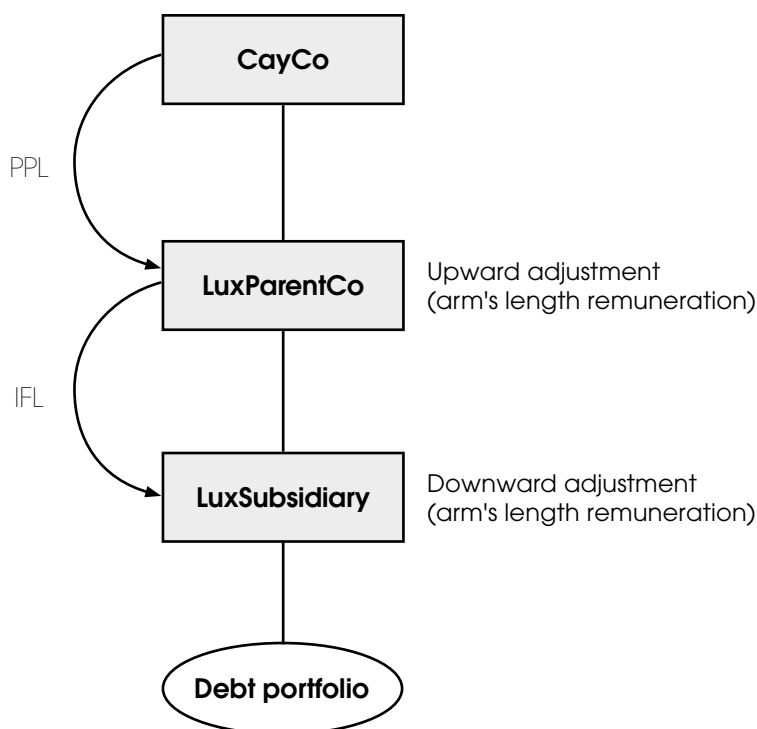 CayCo
PPL
LuxParentCo
Upward adjustment
(arm's length remuneration)
IFL
LuxSubsidiary
Downward adjustment
(arm's length remuneration)
Debt portfolio